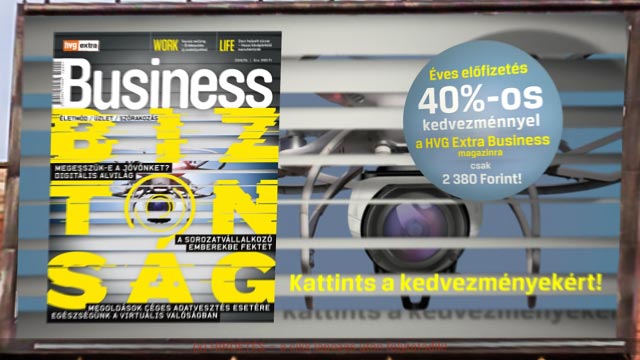 hvg extra
WORK
LIFE
Business
ÉLETMÓD / ÜZLET / SZÓRAKOZÁS
BIZ
MEGESSZÜK-E A JÖVŐNKET?
DIGITÁLIS ALVILÁG
TON
A SOROZATVÁLLALKOZÓ
EMBEREKBE FEKTET
SÁG
MEGOLDÁSOK CÉGES ADATVESZTÉS ESETÉRE
EGÉSZSÉGÜNK A VIRTUÁLIS VALÓSÁGBAN
Éves előfizetés
40%-os
kedvezménnyel
a HVG Extra Business
magazinra
csak
2 380 Forint!
Kattints a kedvezményekért!